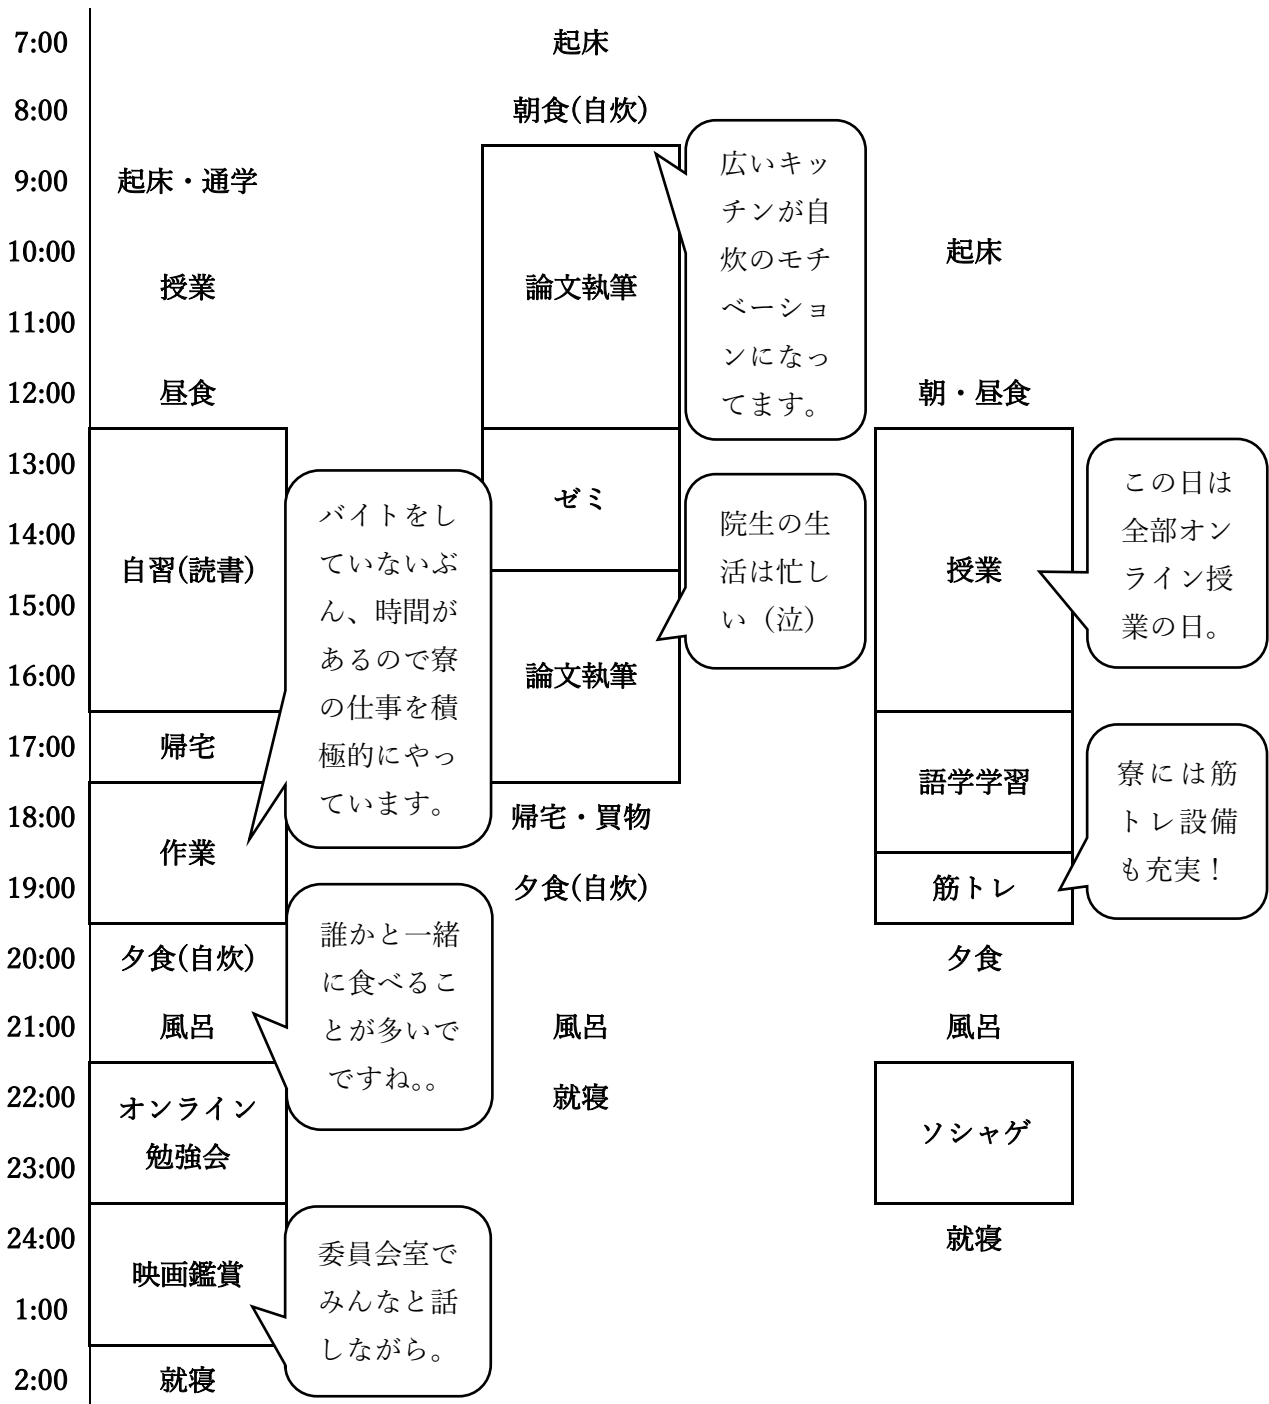 7:00
起床
8:00
朝食(自炊)
9:00
起床・通学
広いキッ
チンが自
炊のモチ
ベーショ
ンになっ
てます。
10:00
起床
授業
論文執筆
11:00
12:00
昼食
朝・昼食
13:00
ゼミ
この日は
全部オン
ライン授
業の日。
バイトをし
ていないぶ
ん、時間が
あるので寮
の仕事を積
極的にやっ
ています。
院生の生
活は忙し
い（泣）
14:00
自習(読書)
授業
15:00
16:00
論文執筆
17:00
帰宅
語学学習
寮には筋
トレ設備
も充実！
18:00
帰宅・買物
作業
19:00
夕食(自炊)
筋トレ
誰かと一緒
に食べるこ
とが多いで
ですね。。
20:00
夕食(自炊)
夕食
21:00
風呂
風呂
風呂
22:00
オンライン
勉強会
就寝
ソシャゲ
23:00
24:00
就寝
映画鑑賞
委員会室で
みんなと話
しながら。
1:00
2:00
就寝